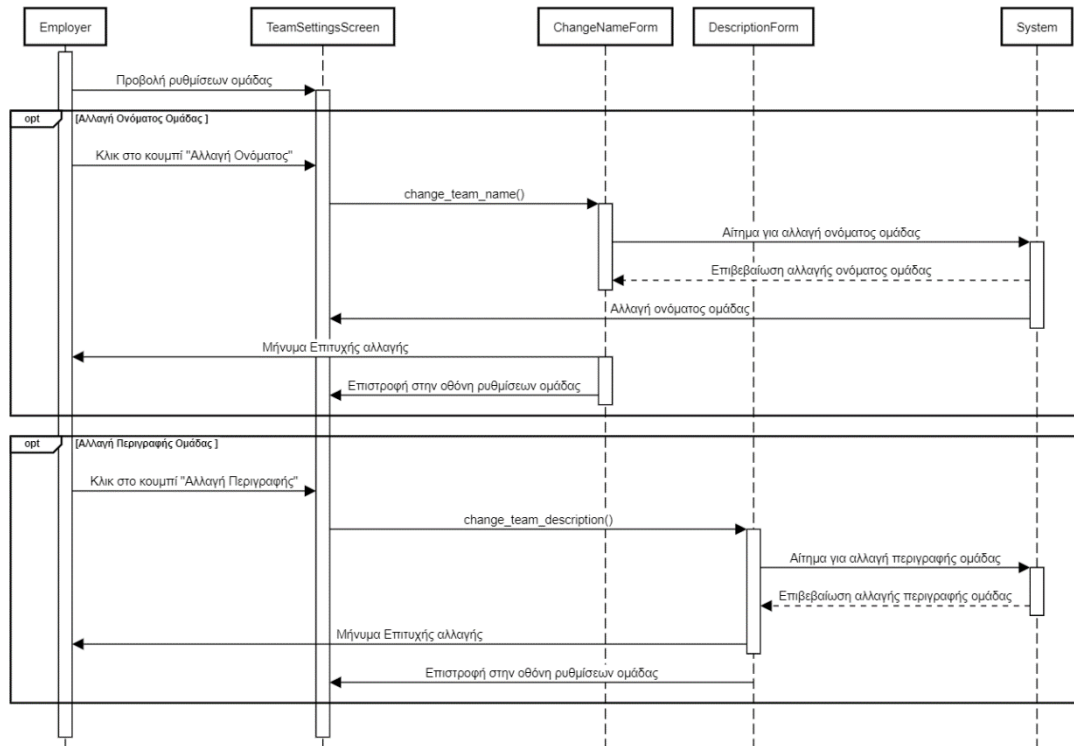 Employer
TeamSettingsScreen
ChangeNameForm
DescriptionForm
System
Προβολή ρυθμίσεων ομάδας
opt
[Αλλαγή Ονόματος Ομάδας ]
Κλικ στο κουμπί "Αλλαγή Ονόματος"
change_team_name()
Αίτημα για αλλαγή ονόματος ομάδας
Επιβεβαίωση αλλαγής ονόματος ομάδας
Αλλαγή ονόματος ομάδας
Μήνυμα Επιτυχής αλλαγής
Επιστροφή στην οθόνη ρυθμίσεων ομάδας
opt
[Αλλαγή Περιγραφής Ομάδας ]
Κλικ στο κουμπί "Αλλαγή Περιγραφής"
change_team_description()
Αίτημα για αλλαγή περιγραφής ομάδας
Επιβεβαίωση αλλαγής περιγραφής ομάδας
Μήνυμα Επιτυχής αλλαγής
Επιστροφή στην οθόνη ρυθμίσεων ομάδας